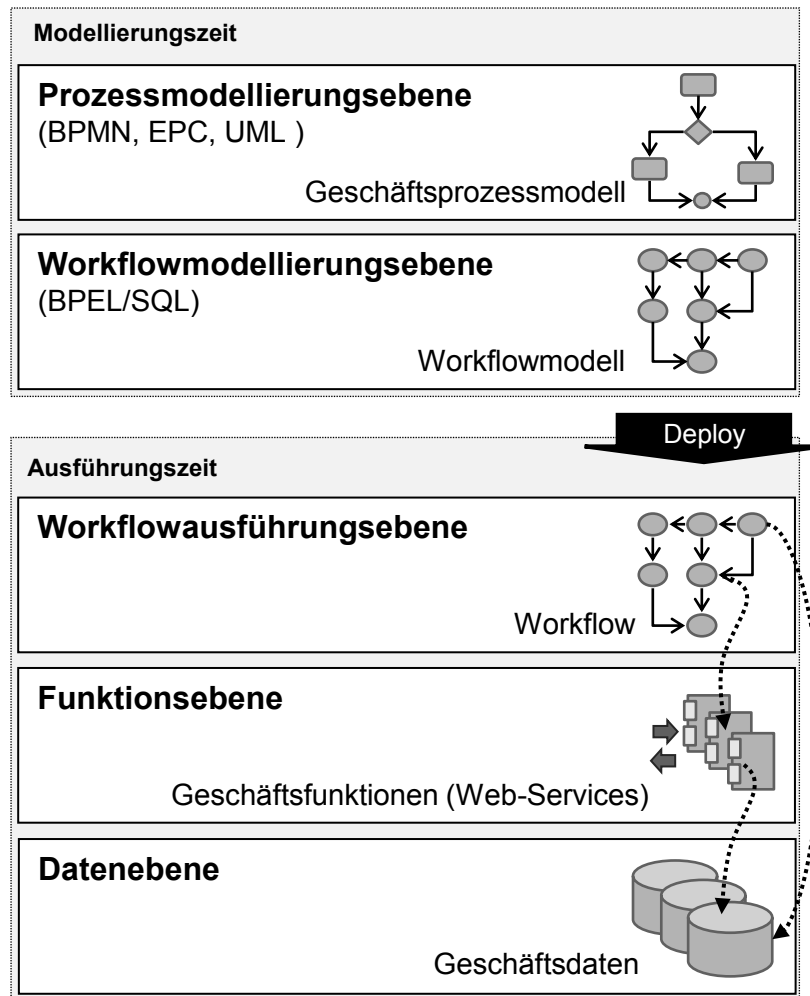 Modellierungszeit
Prozessmodellierungsebene
(BPMN, EPC, UML )
Geschäftsprozessmodell
Workflowmodellierungsebene
(BPEL/SQL)
Workflowmodell
Deploy
Ausführungszeit
Workflowausführungsebene
Workflow
Funktionsebene
Geschäftsfunktionen (Web-Services)
Datenebene
Geschäftsdaten